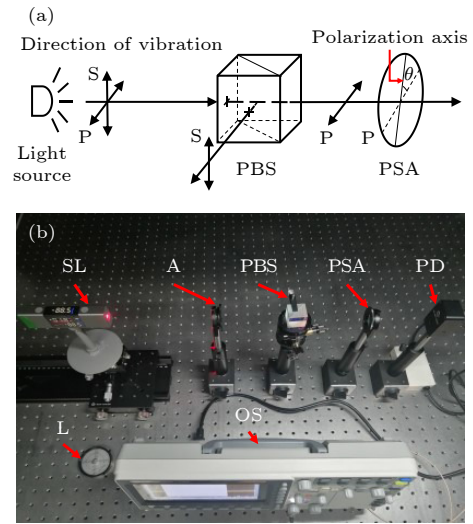 (a)
Direction of vibration
Polarization axis
S
θ
P
S
P
P
Light
source
PBS
PSA
(b)
SL
A
PBS
PSA
PD
L
OS